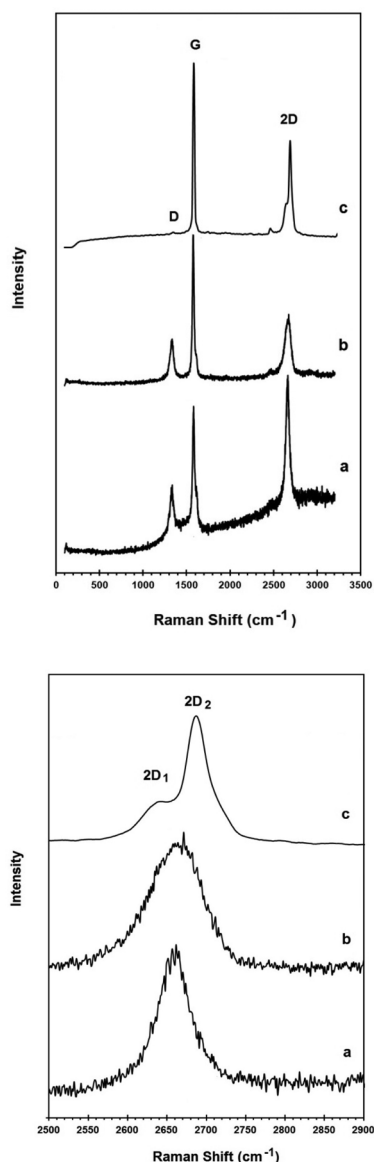 G
2D
D
c
b
a
Intensity
0 500 1000 1500 2000 2500 3000 3500
Raman Shift (cm-1)
2D2
2D1
c
b
a
Intensity
2500 2550 2600 2650 2700 2750 2800 2850 2900
Raman Shift (cm-1)